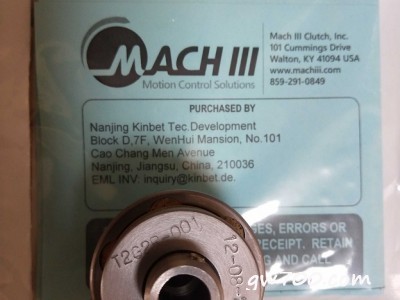 MACH III
Motion Control Solutions
Mach III Clutch, Inc.
101 Cummings Drive
Walton, KY 41094 USA
www.machiii.com
859-291-0849
PURCHASED BY
Nanjing Kinbet Tec.Development
Block D,7F, WenHui Mansion, No.101
Cao Chang Men Avenue
Nanjing, Jiangsu, China, 210036
EML INV: inquiry@kinbet.de.
ERRORS OR
RECEIPT. RETAIN
AND CALL
12-08-